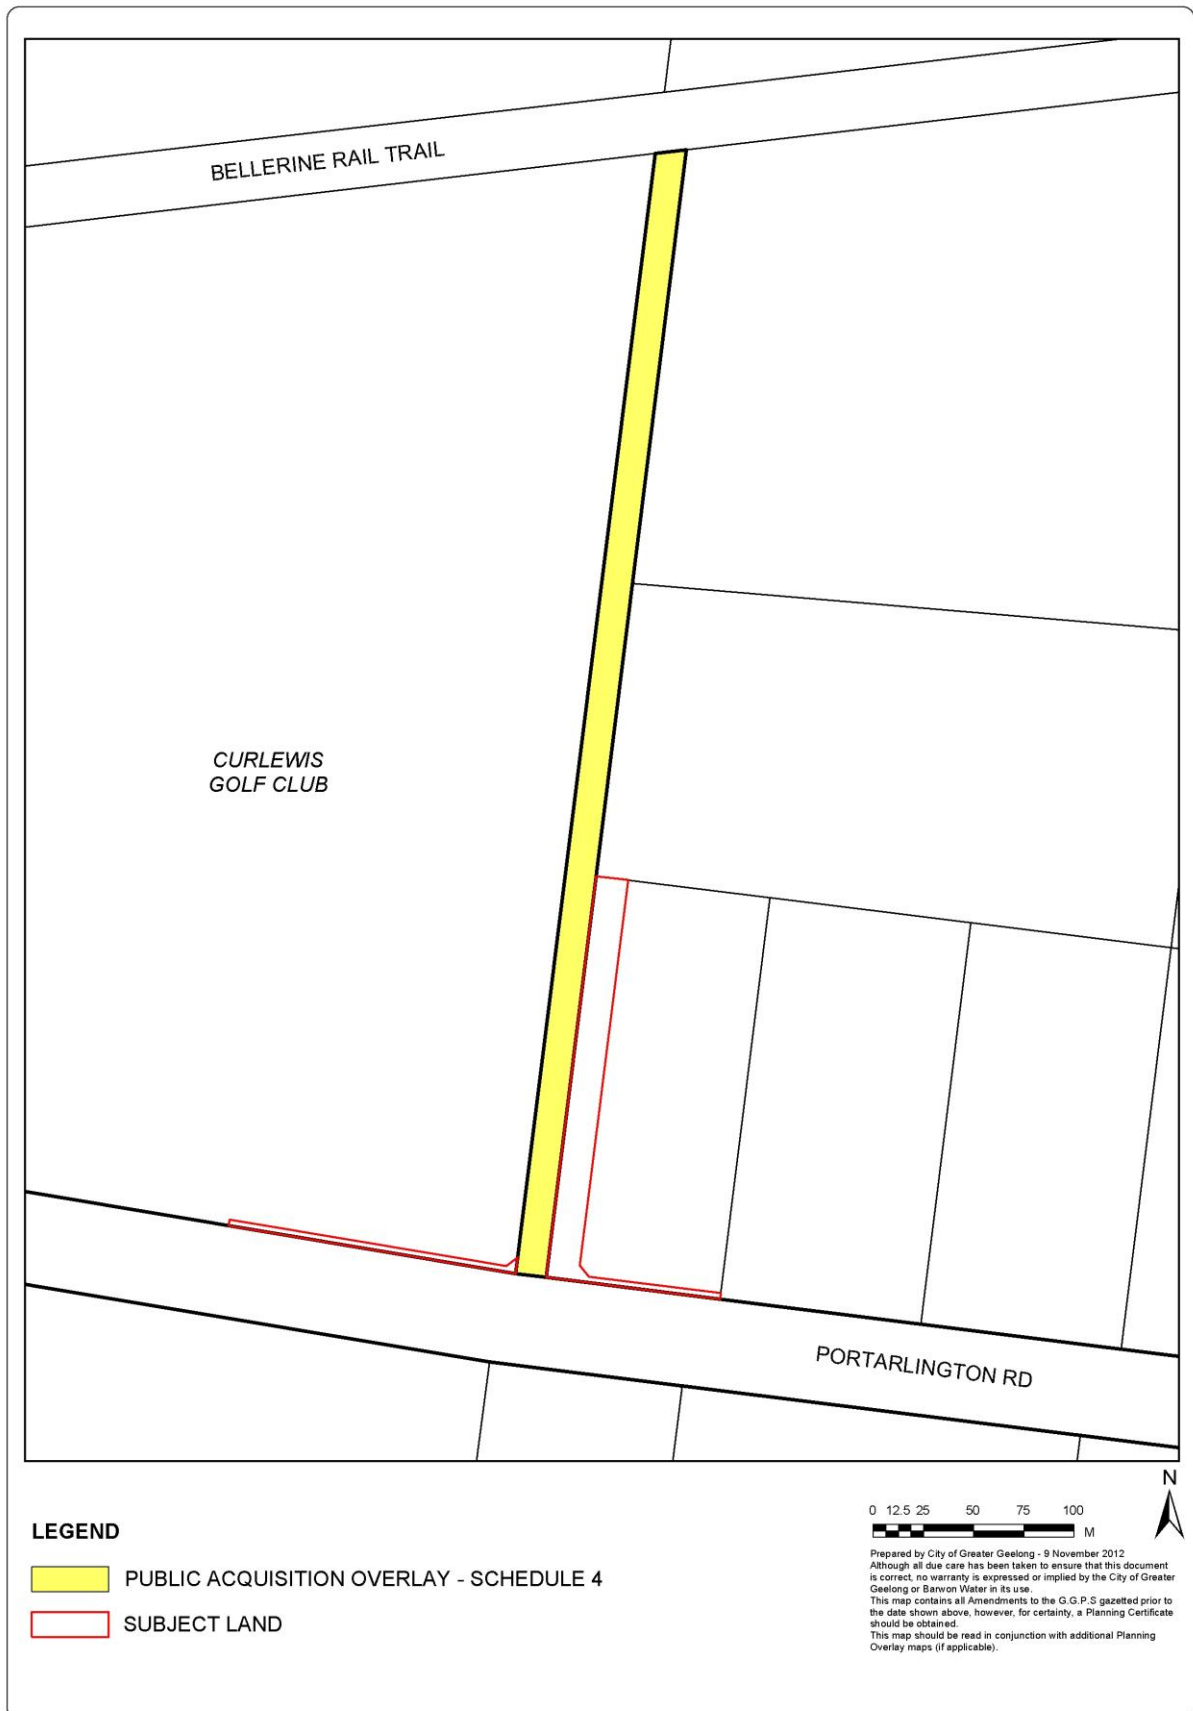 BELLERINE RAIL TRAIL
CURLEWIS
GOLF CLUB
PORTARLINGTON RD
N
0 12.5 25 50 75 100
M
LEGEND
PUBLIC ACQUISITION OVERLAY - SCHEDULE 4
SUBJECT LAND
Prepared by City of Greater Geelong - 9 November 2012
Although all due care has been taken to ensure that this document
is correct, no warranty is expressed or implied by the City of Greater
Geelong or Barwon Water in its use.
This map contains all Amendments to the G.G.P.S gazetted prior to
the date shown above, however, for certainty, a Planning Certificate
should be obtained.
This map should be read in conjunction with additional Planning
Overlay maps (if applicable).